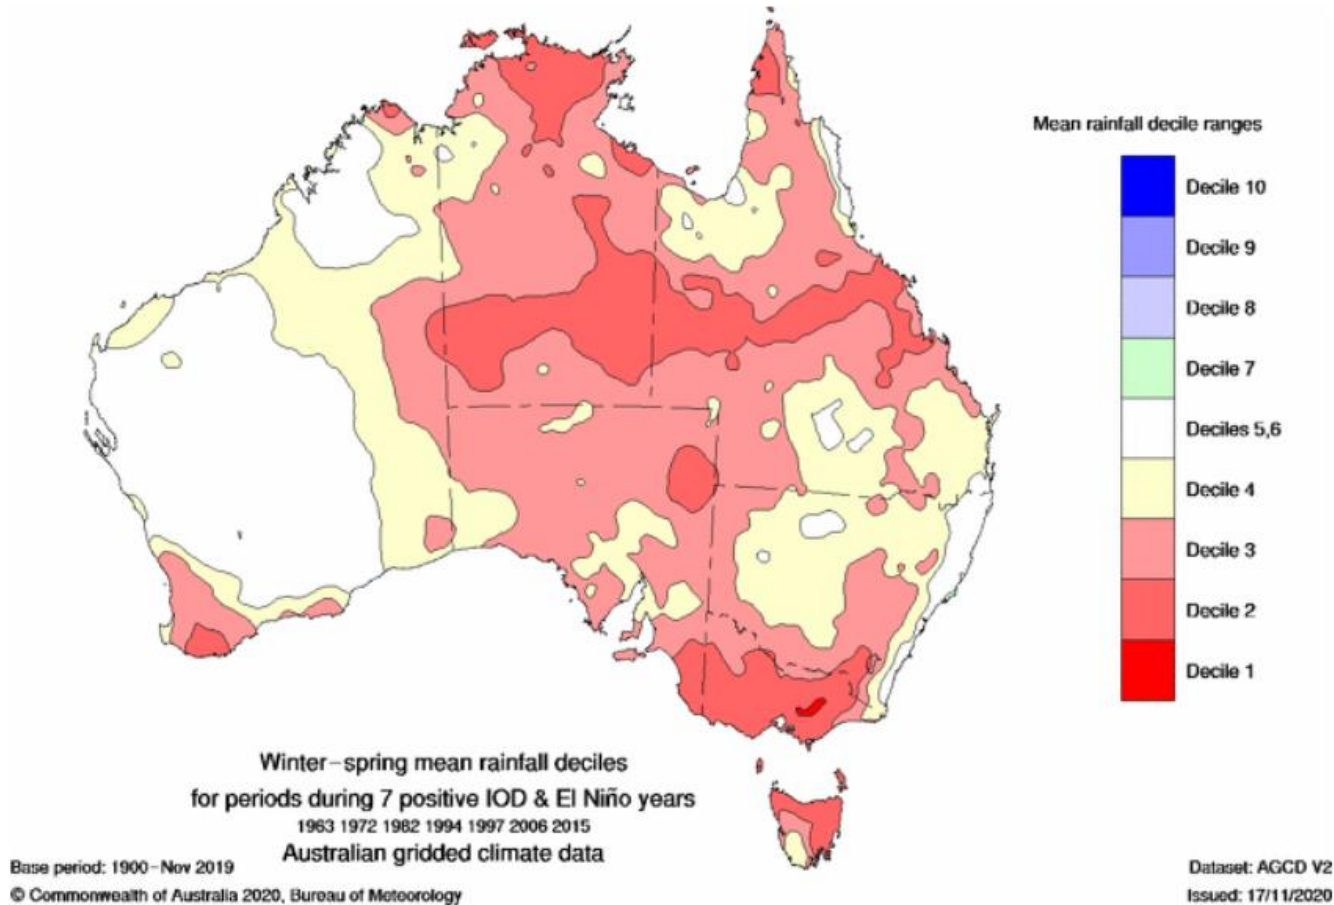 Mean rainfall decile ranges
Decile 10
Decile 9
Decile 8
Decile 7
Deciles 5,6
Decile 4
Decile 3
Decile 2
Decile 1
Winter-spring mean rainfall deciles
for periods during 7 positive IOD & El Niño years
1963 1972 1982 1994 1997 2006 2015
Australian gridded climate data
Base period: 1900-Nov 2019
© Commonwealth of Australia 2020, Bureau of Meteorology
Dataset: AGCD V2
Issued: 17/11/2020